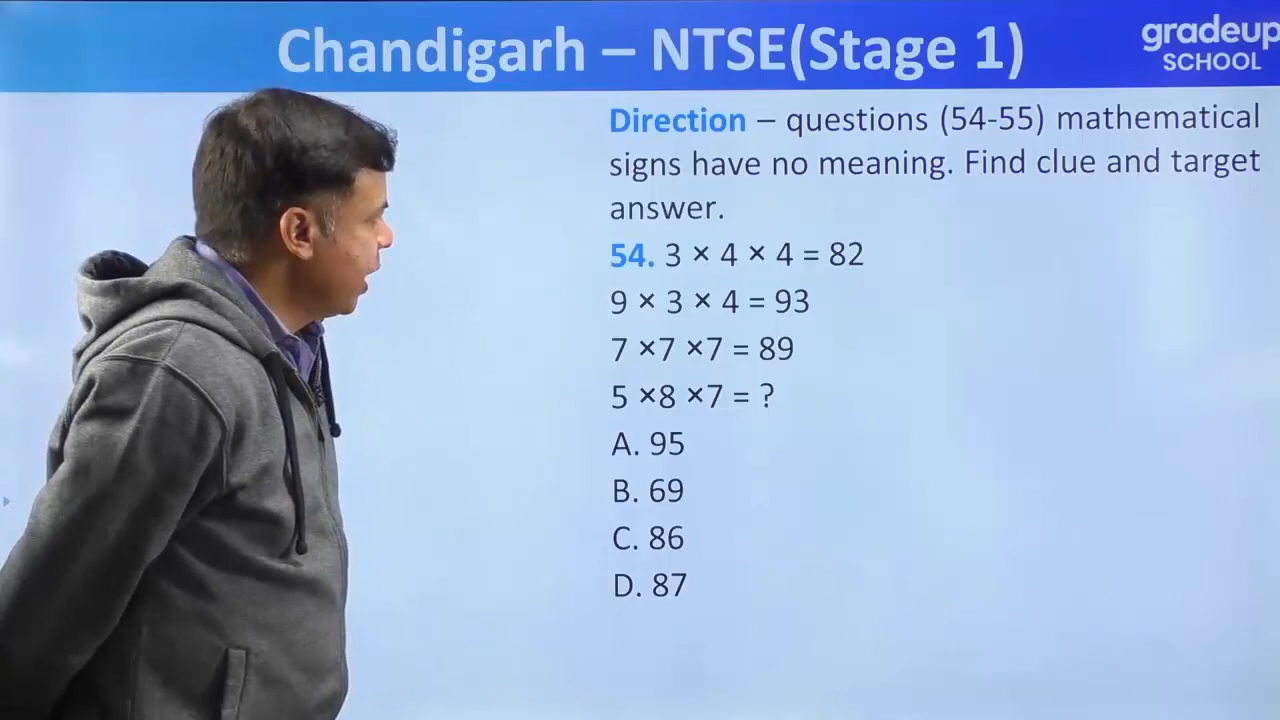 Chandigarh – NTSE(Stage 1)
gradeup
SCHOOL
Direction – questions (54-55) mathematical
signs have no meaning. Find clue and target
answer.
54. 3 × 4 × 4 = 82
9 × 3 × 4 = 93
7 ×7 ×7 = 89
5 ×8 ×7 = ?
A. 95
B. 69
C. 86
D. 87